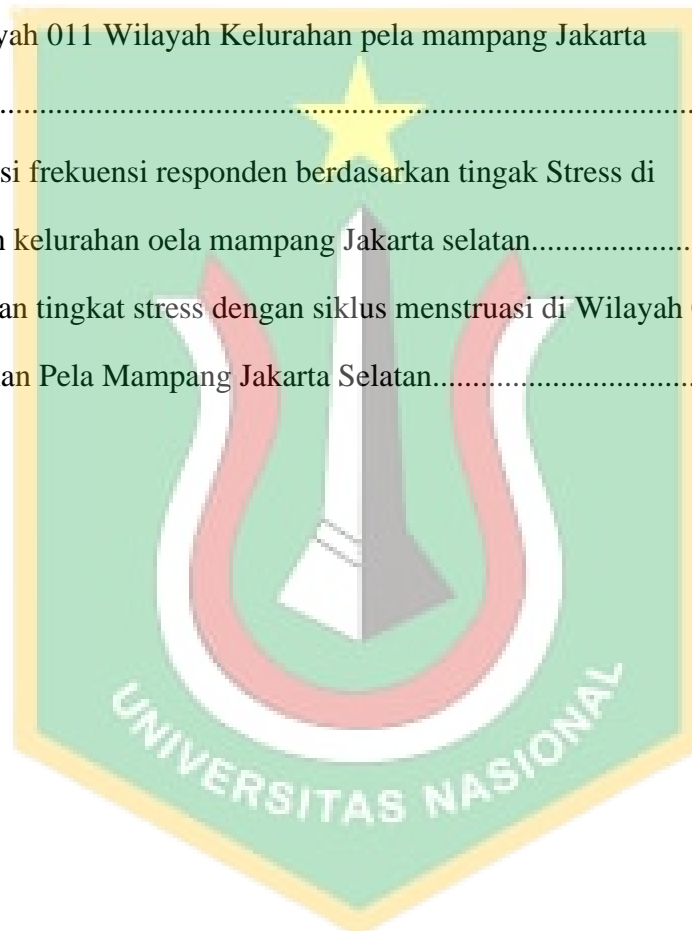 yah 011 Wilayah Kelurahan pela mampang Jakarta
................................................................................
si frekuensi responden berdasarkan tingak Stress di
n kelurahan oela mampang Jakarta selatan......................
an tingkat stress dengan siklus menstruasi di Wilayah
an Pela Mampang Jakarta Selatan.................................
UNIVERSITAS NASIONAL